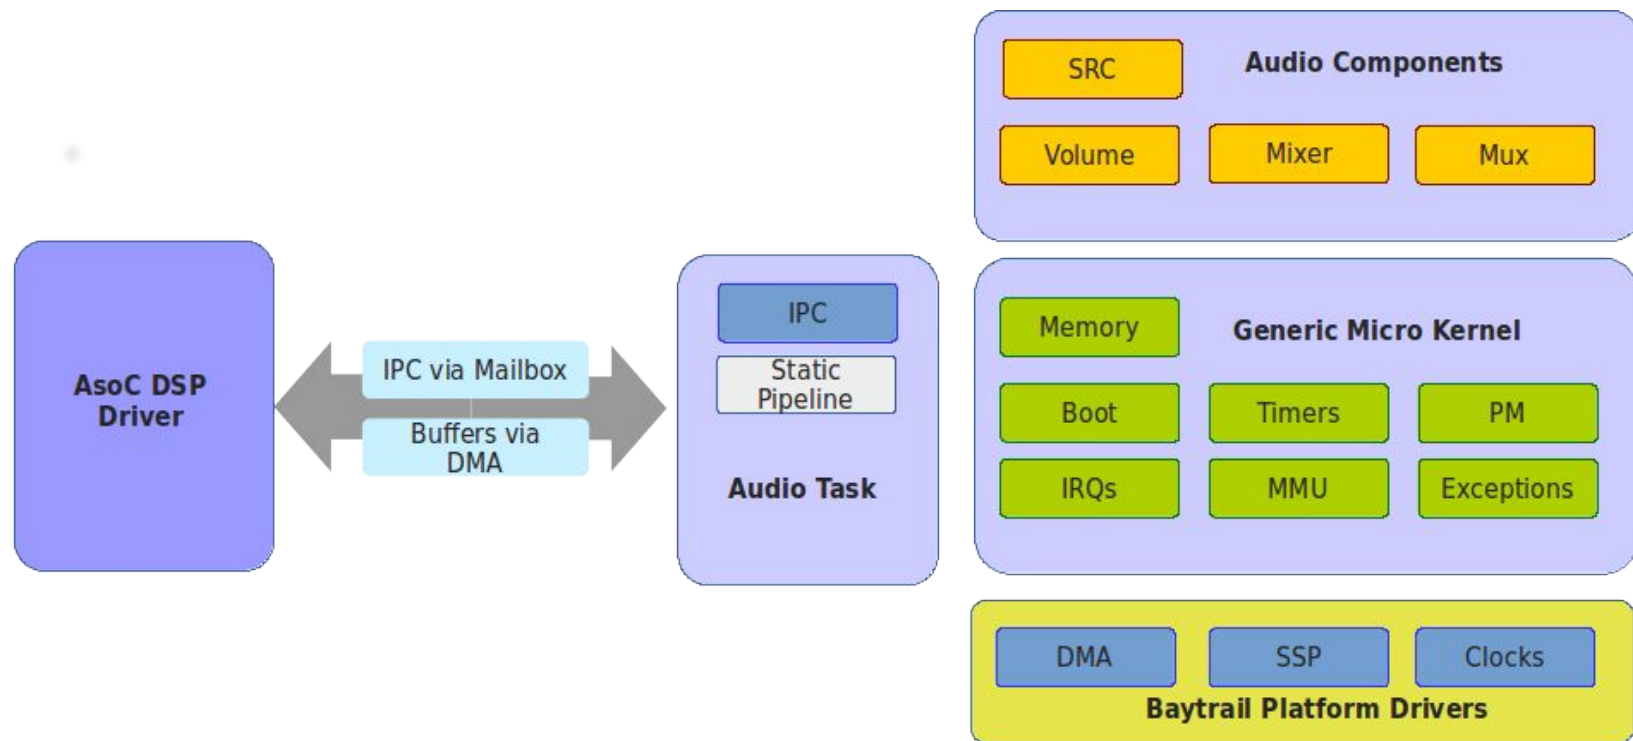 SRC
Audio Components
Volume
Mixer
Mux
AsoC DSP
Driver
IPC via Mailbox
Buffers via
DMA
IPC
Static
Pipeline
Audio Task
Memory
Generic Micro Kernel
Boot
Timers
PM
IRQs
MMU
Exceptions
DMA
SSP
Clocks
Baytrail Platform Drivers